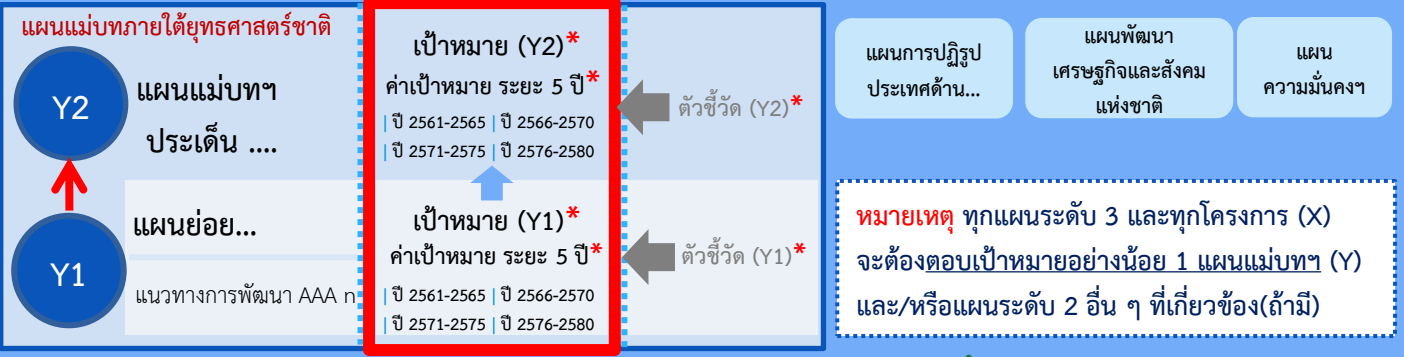 แผนแม่บทภายใต้ยุทธศาสตร์ชาติ
Y2
แผนแม่บทฯ
ประเด็น ....
เป้าหมาย (Y2)*
ค่าเป้าหมาย ระยะ 5 ปี*
| ปี 2561-2565 | ปี 2566-2570
| ปี 2571-2575 | ปี 2576-2580
ตัวชี้วัด (Y2)*
Y1
แผนย่อย...
แนวทางการพัฒนา AAA n
เป้าหมาย (Y1)*
ค่าเป้าหมาย ระยะ 5 ปี*
| ปี 2561-2565 | ปี 2566-2570
| ปี 2571-2575 | ปี 2576-2580
ตัวชี้วัด (Y1)*
แผนการปฏิรูป
ประเทศด้าน...
แผนพัฒนา
เศรษฐกิจและสังคม
แห่งชาติ
แผน
ความมั่นคงฯ
หมายเหตุ ทุกแผนระดับ 3 และทุกโครงการ (X)
จะต้องตอบเป้าหมายอย่างน้อย 1 แผนแม่บทฯ (Y)
และ/หรือแผนระดับ 2 อื่น ๆ ที่เกี่ยวข้อง(ถ้ามี)